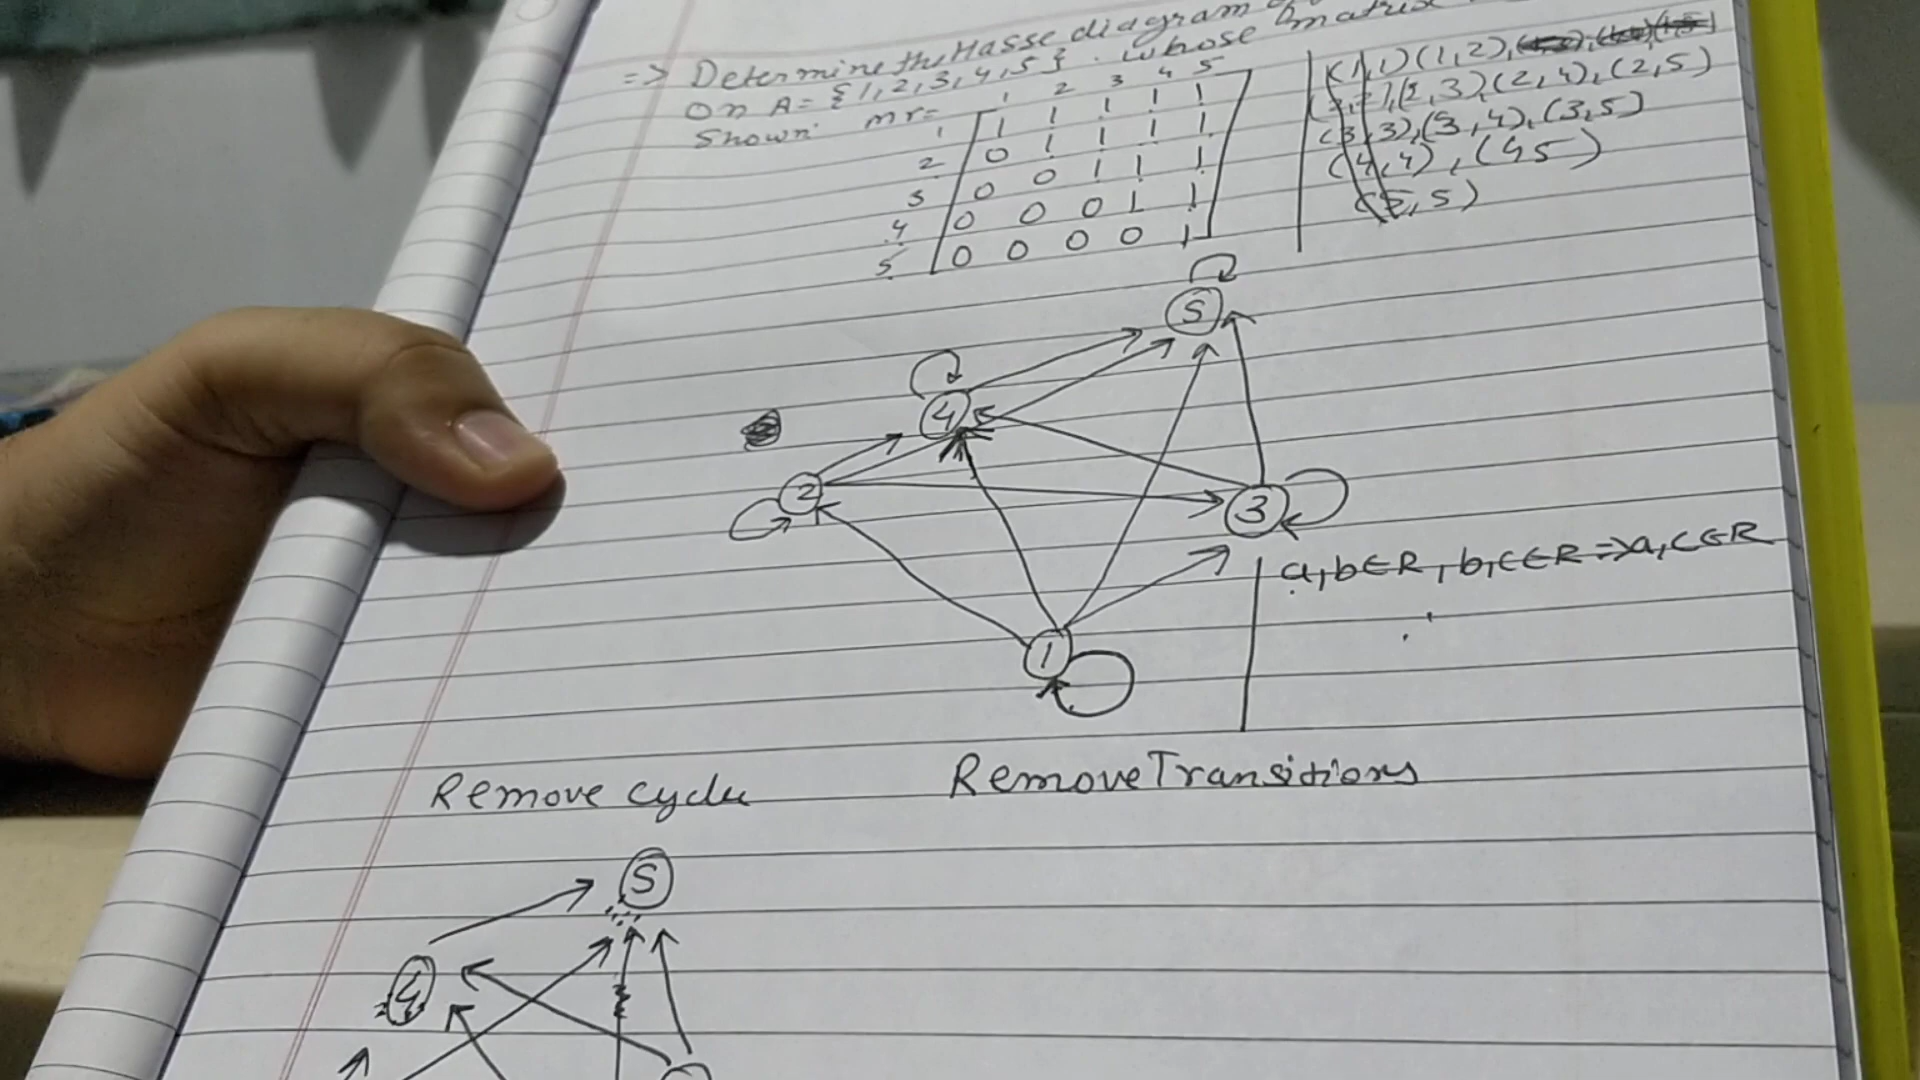 => Determine the Hasse diagram
on A = {1,2,3,4,5}. whose matrix
Shown: mr=
1 2 3 4 5
1 1 1 1 1 1
2 0 1 1 1 1
3 0 0 1 1 1
4 0 0 0 1 1
5 0 0 0 0 1
(1,1)(1,2),
(2,3)(2,4),(2,5)
(3,3),(3,4),(3,5)
(4,4),(45)
(5,5)
5
4
2
3
a,b∈R, b,c∈R => a,c∈R
1
Remove cycle Remove Transitions
5
4